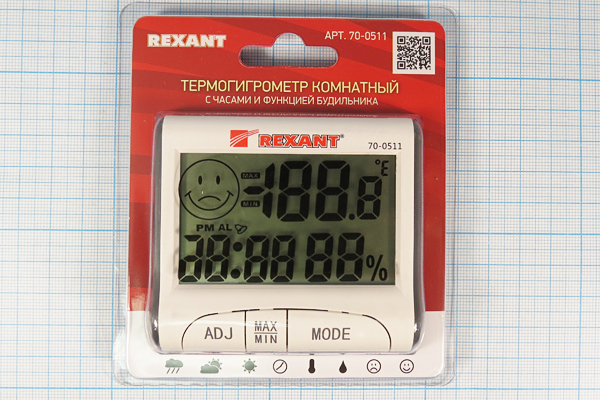 REXANT
АРТ. 70-0511
ТЕРМОГИГРОМЕТР КОМНАТНЫЙ
С ЧАСАМИ И ФУНКЦИЕЙ БУДИЛЬНИКА
REXANT®
70-0511
MAX
MIN
-188.8 °F
PM AL
28:88 88%
ADJ
MAX
MIN
MODE